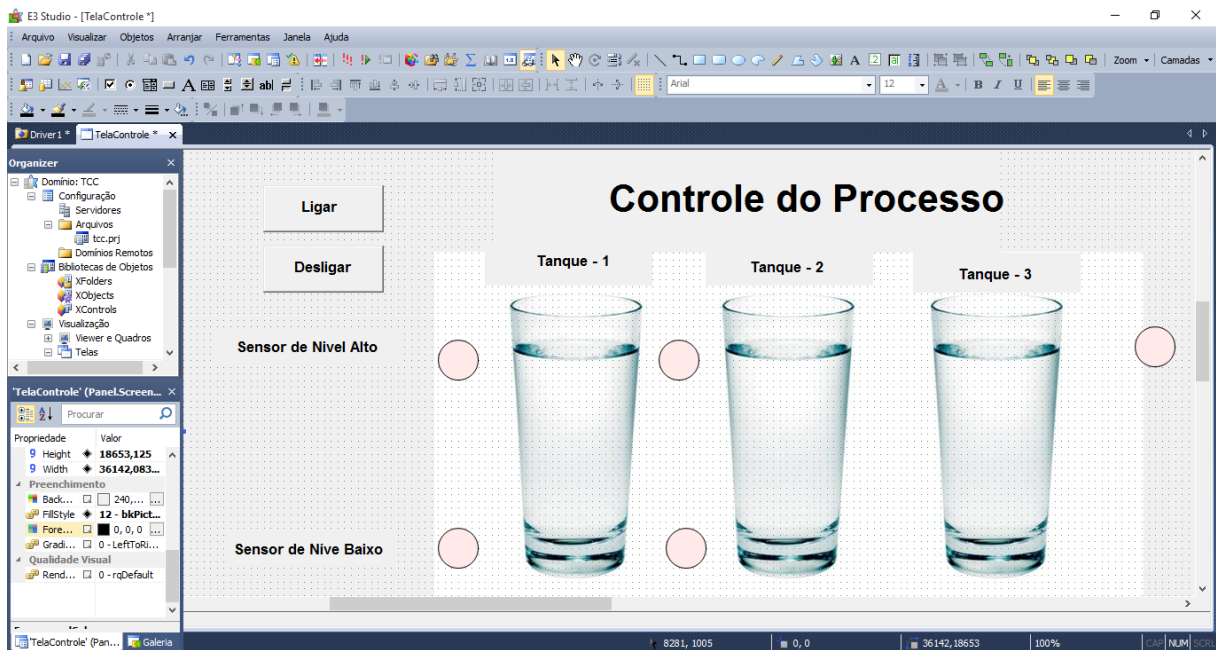 E3 Studio - [TelaControle *]
Arquivo Visualizar Objetos Arranjar Ferramentas Janela Ajuda
Zoom Camadas
Arial 12 A B I U
Driver1 * TelaControle * x
Organizer
Domínio: TCC
Configuração
Servidores
Arquivos
tcc.prj
Domínios Remotos
Bibliotecas de Objetos
XFolders
XObjects
XControls
Visualização
Viewer e Quadros
Telas
'TelaControle' (Panel.Screen...
Procurar
Propriedade Valor
9 Height 18653,125
9 Width 36142,083...
Preenchimento
Back... 240,... ...
FillStyle 12 - bkPict...
Fore... 0, 0, 0 ...
Gradi... 0 - LeftToRi...
Qualidade Visual
Rend... 0 - rqDefault
'TelaControle' (Pan... Galeria
Ligar
Desligar
Controle do Processo
Tanque - 1
Tanque - 2
Tanque - 3
Sensor de Nivel Alto
Sensor de Nive Baixo
8281, 1005 0, 0 36142,18653 100% CAP NUM SCRL